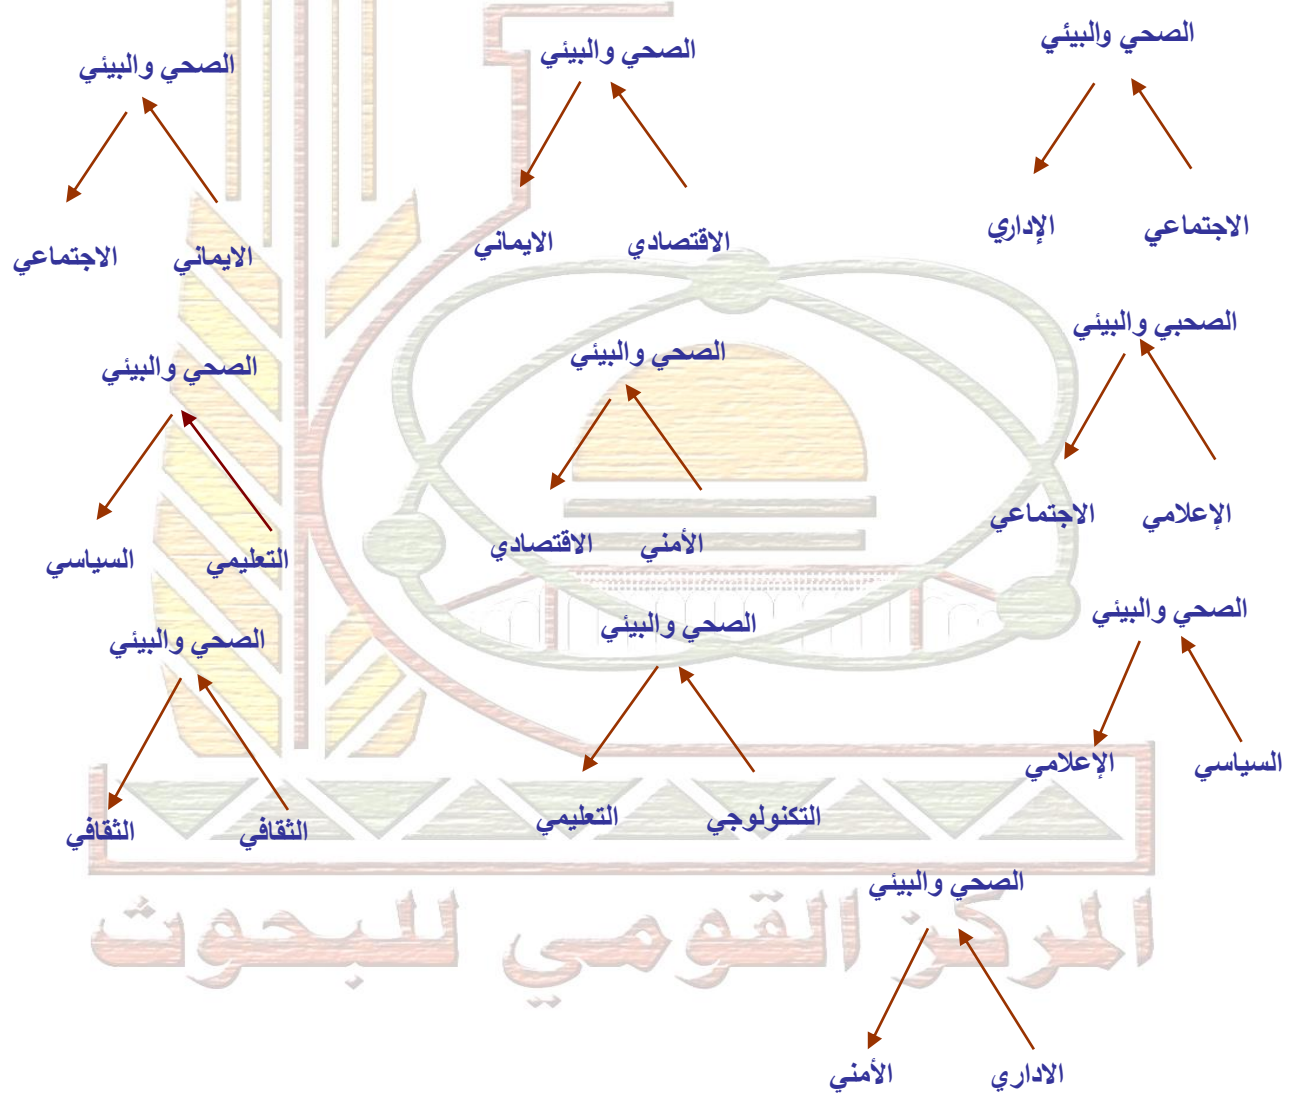 الصحي والبيئي
الاجتماعي
الإداري
الصحي والبيئي
الاقتصادي
الايماني
الصحي والبيئي
الايماني
الاجتماعي
الصحبي والبيئي
الإعلامي
الاجتماعي
الصحي والبيئي
الأمني
الاقتصادي
الصحي والبيئي
التعليمي
السياسي
الصحي والبيئي
السياسي
الإعلامي
الصحي والبيئي
التكنولوجي
التعليمي
الصحي والبيئي
الثقافي
الثقافي
الصحي والبيئي
الاداري
الأمني
المركز القومي للبحوث